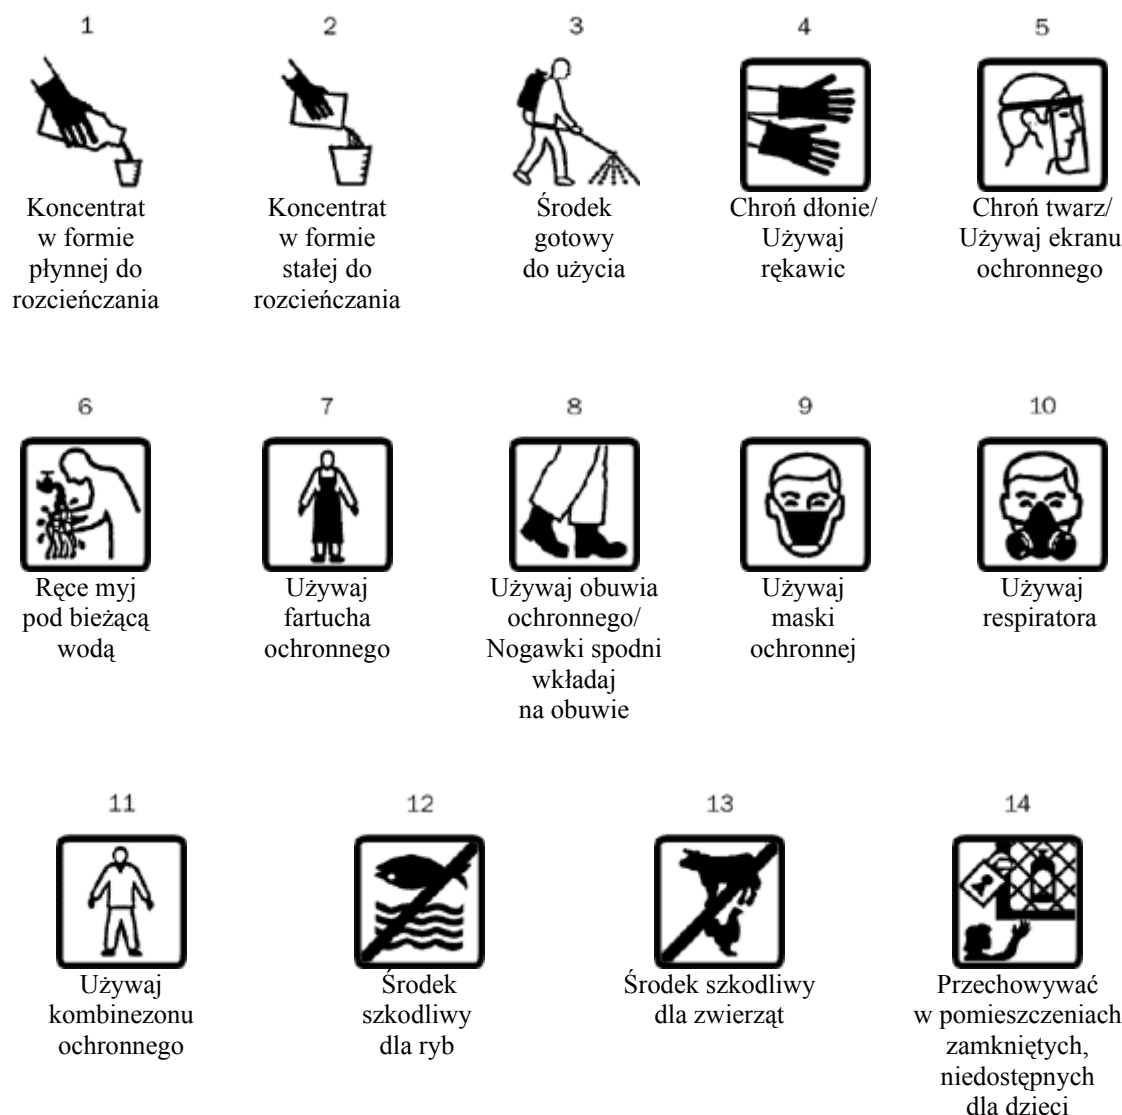 1
Koncentrat
w formie
płynnej do
rozcieńczania
2
Koncentrat
w formie
stałej do
rozcieńczania
3
Środek
gotowy
do użycia
4
Chroń dłonie/
Używaj
rękawic
5
Chroń twarz/
Używaj ekranu
ochronnego
6
Ręce myj
pod bieżącą
wodą
7
Używaj
fartucha
ochronnego
8
Używaj obuwia
ochronnego/
Nogawki spodni
wkładaj
na obuwie
9
Używaj
maski
ochronnej
10
Używaj
respiratora
11
Używaj
kombinezonu
ochronnego
12
Środek
szkodliwy
dla ryb
13
Środek szkodliwy
dla zwierząt
14
Przechowywać
w pomieszczeniach
zamkniętych,
niedostępnych
dla dzieci